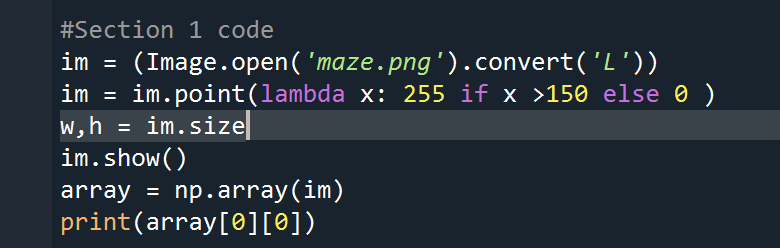 #Section 1 code
im = (Image.open('maze.png').convert('L'))
im = im.point(lambda x: 255 if x >150 else 0 )
w,h = im.size
im.show()
array = np.array(im)
print(array[0][0])